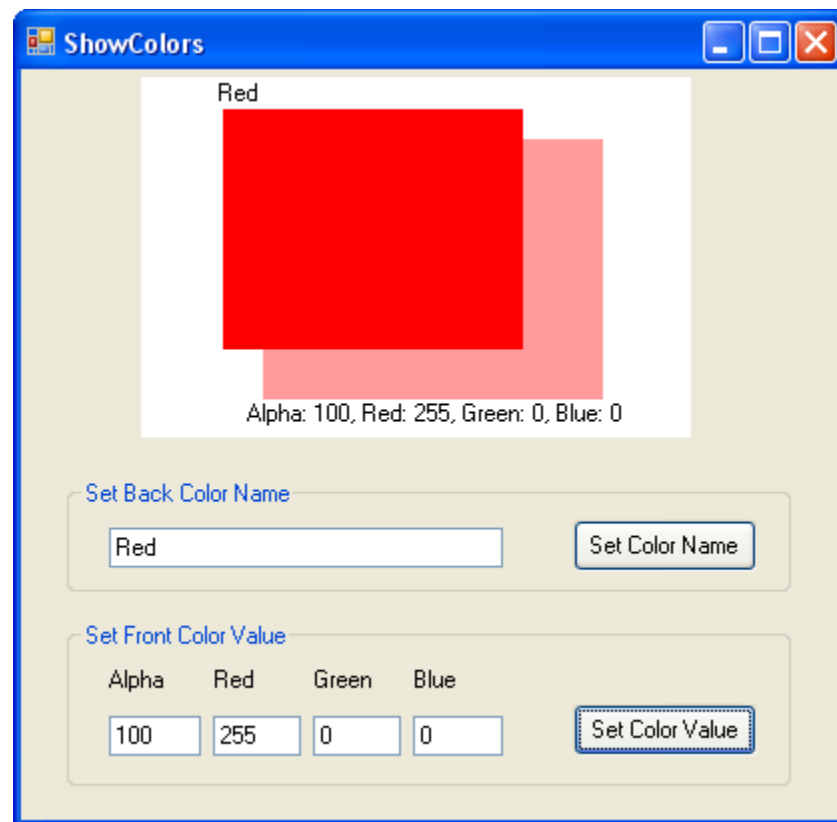 ShowColors
Red
Alpha: 100, Red: 255, Green: 0, Blue: 0
Set Back Color Name
Red
Set Color Name
Set Front Color Value
Alpha Red Green Blue
100 255 0 0
Set Color Value